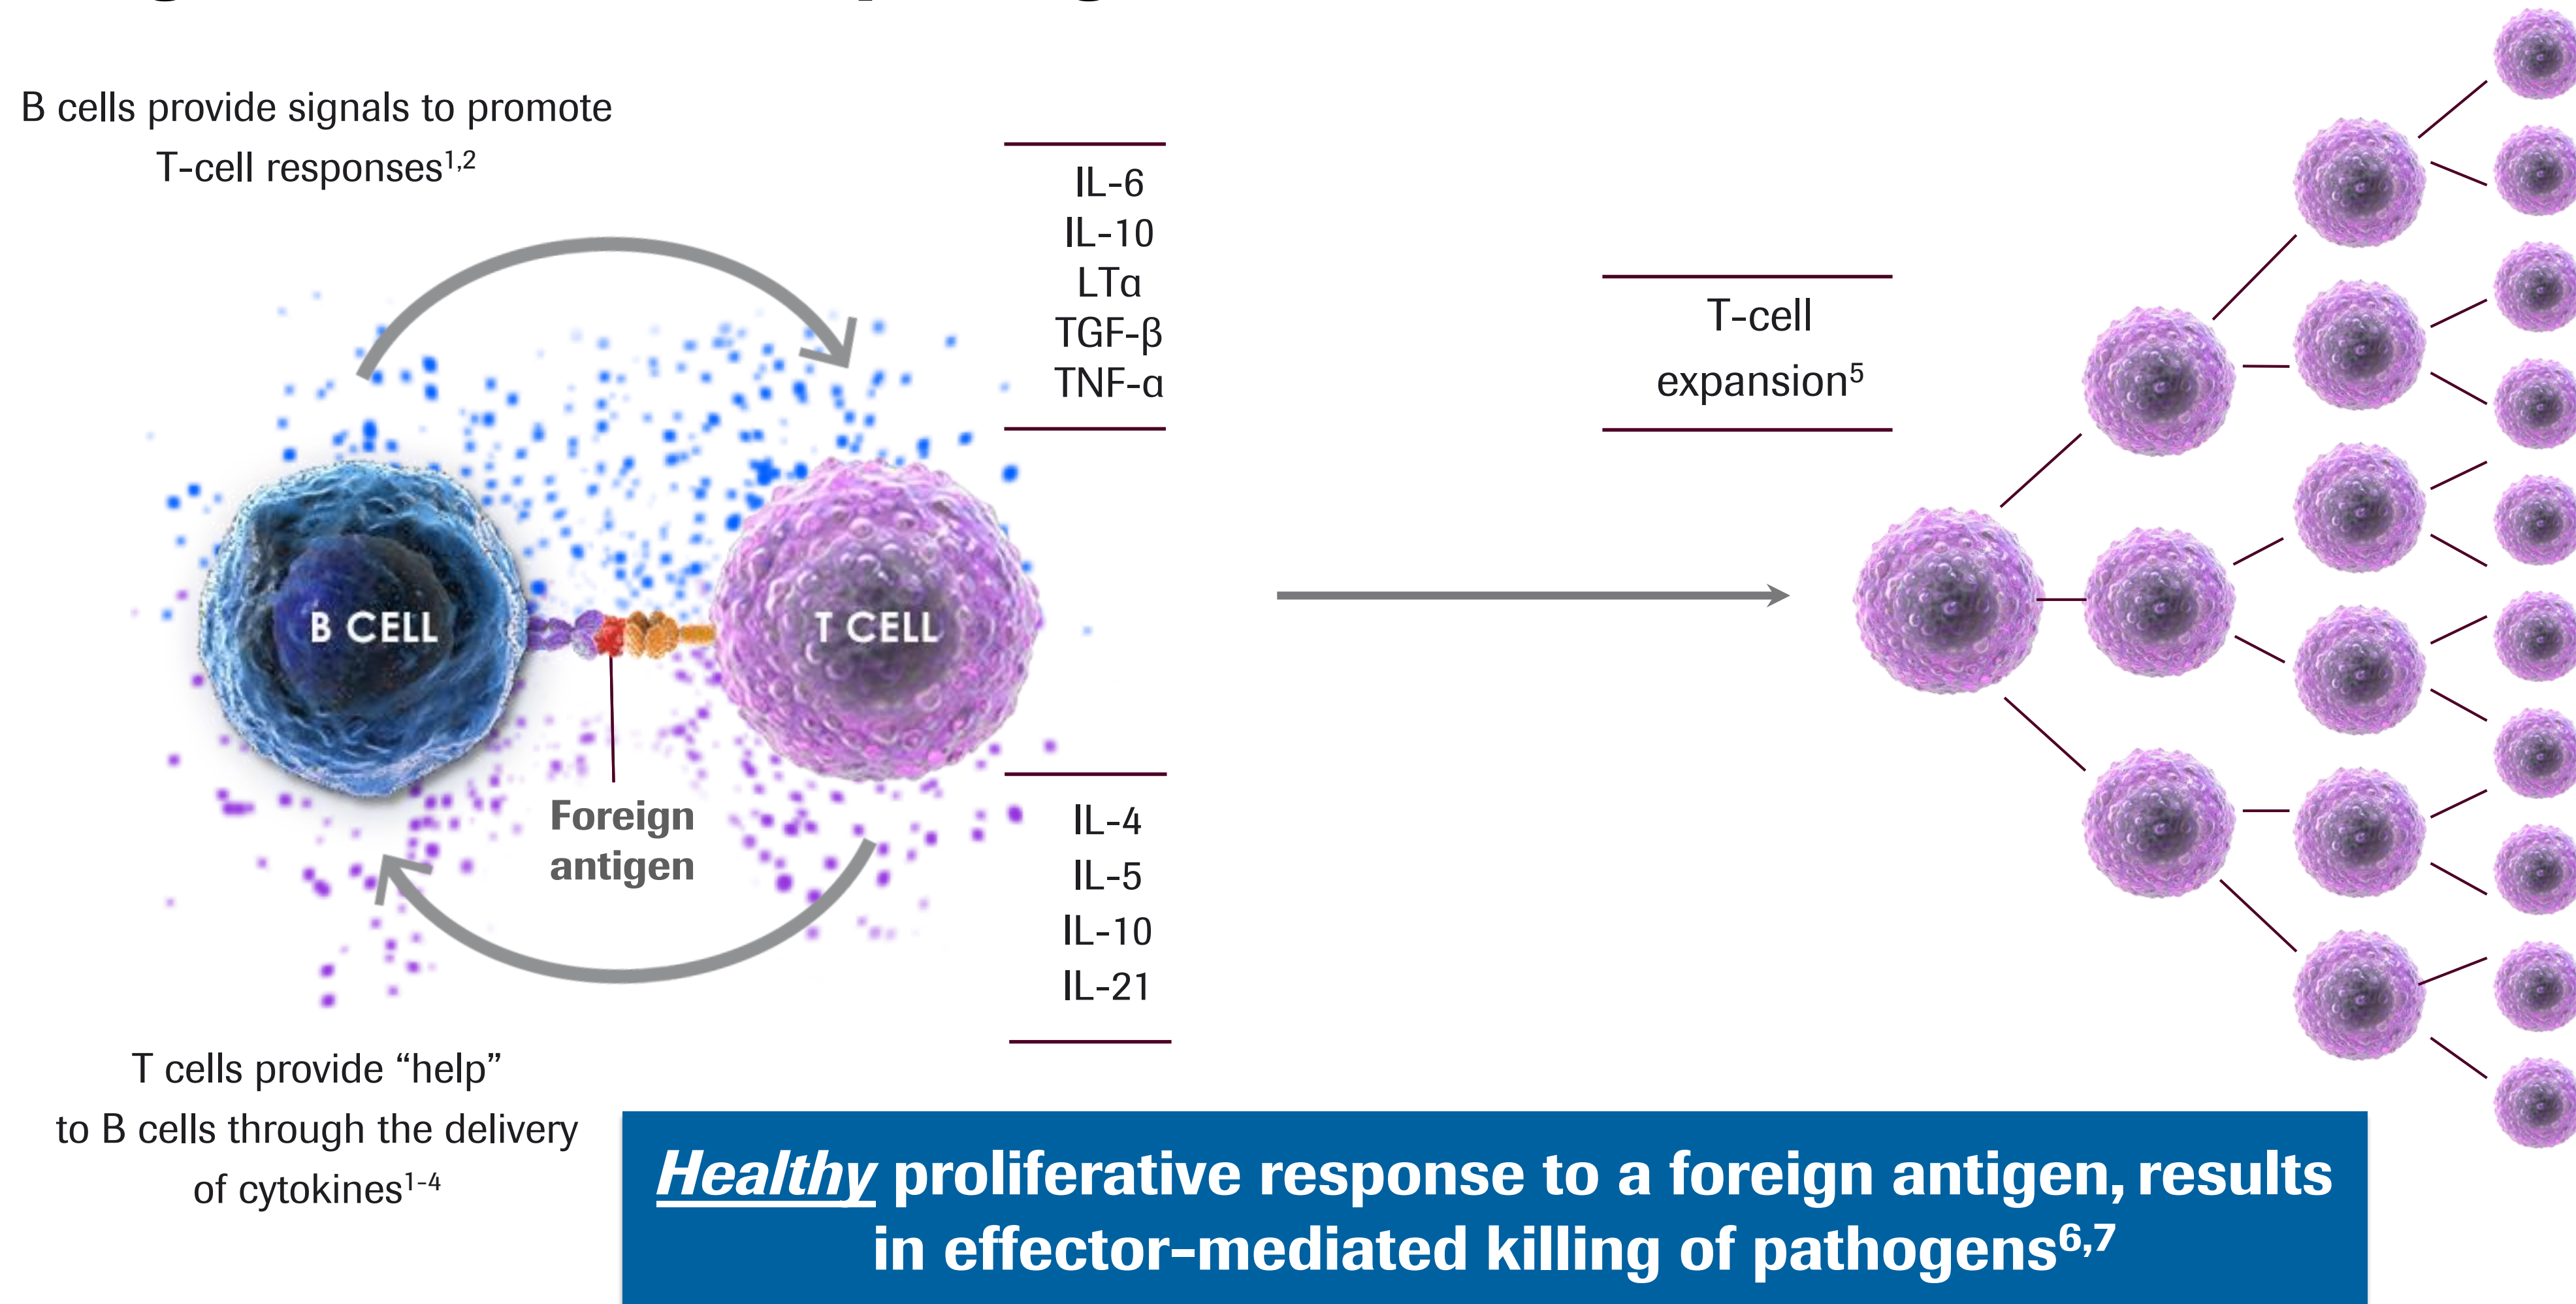 B cells provide signals to promote
T-cell responses1,2
IL-6
IL-10
LTα
TGF-β
TNF-α
T-cell
expansion5
B CELL
T CELL
Foreign
antigen
IL-4
IL-5
IL-10
IL-21
T cells provide “help”
to B cells through the delivery
of cytokines1-4
Healthy proliferative response to a foreign antigen, results
in effector-mediated killing of pathogens6,7